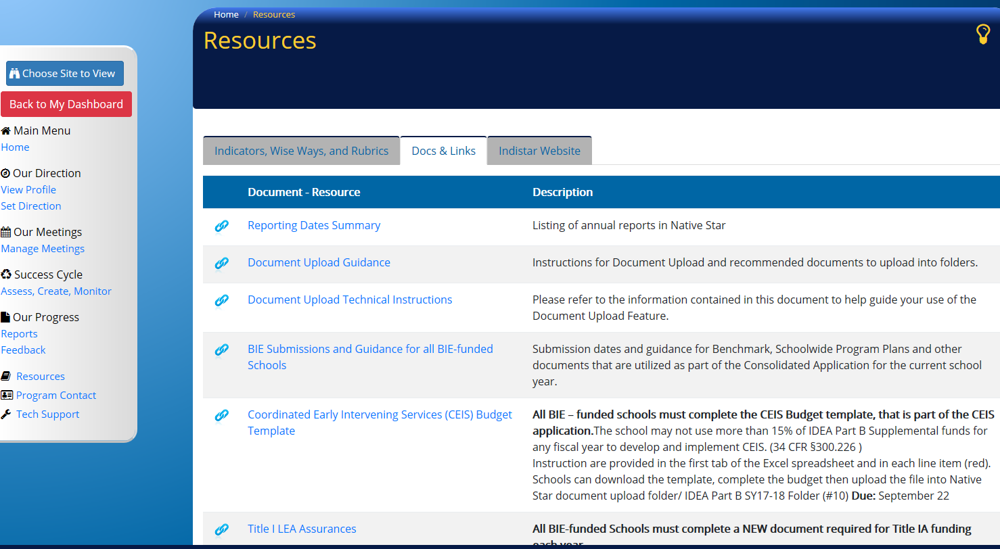 Home / Resources
Resources
Choose Site to View
Back to My Dashboard
Main Menu
Home
Our Direction
View Profile
Set Direction
Our Meetings
Manage Meetings
Success Cycle
Assess, Create, Monitor
Our Progress
Reports
Feedback
Resources
Program Contact
Tech Support
Indicators, Wise Ways, and Rubrics
Docs & Links
Indistar Website
Document - Resource
Description
Reporting Dates Summary
Listing of annual reports in Native Star
Document Upload Guidance
Instructions for Document Upload and recommended documents to upload into folders.
Document Upload Technical Instructions
Please refer to the information contained in this document to help guide your use of the
Document Upload Feature.
BIE Submissions and Guidance for all BIE-funded
Schools
Submission dates and guidance for Benchmark, Schoolwide Program Plans and other
documents that are utilized as part of the Consolidated Application for the current school
year.
Coordinated Early Intervening Services (CEIS) Budget
Template
All BIE – funded schools must complete the CEIS Budget template, that is part of the CEIS
application.The school may not use more than 15% of IDEA Part B Supplemental funds for
any fiscal year to develop and implement CEIS. (34 CFR §300.226 )
Instruction are provided in the first tab of the Excel spreadsheet and in each line item (red).
Schools can download the template, complete the budget then upload the file into Native
Star document upload folder/ IDEA Part B SY17-18 Folder (#10) Due: September 22
Title I LEA Assurances
All BIE-funded Schools must complete a NEW document required for Title IA funding
each year